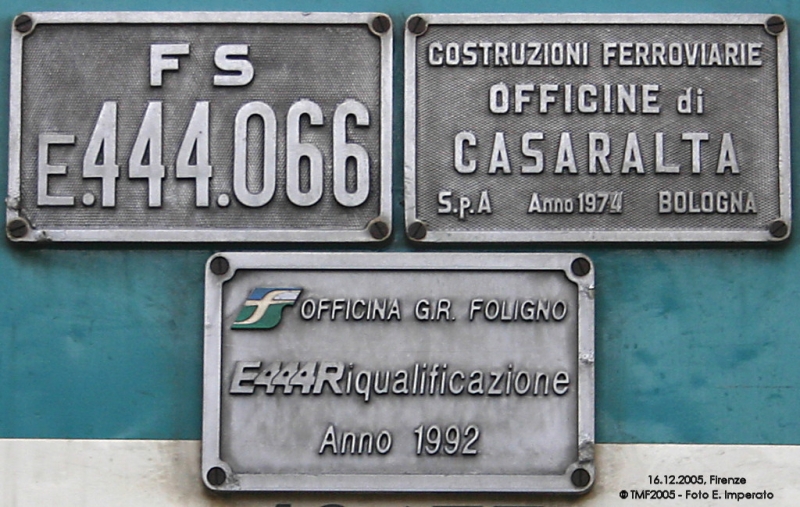 FS
E.444.066
COSTRUZIONI FERROVIARIE
OFFICINE di
CASARALTA
S.p.A Anno 1974 BOLOGNA
OFFICINA G.R. FOLIGNO
E444Riqualificazione
Anno 1992
16.12.2005, Firenze
© TMF2005 - Foto E. Imperato